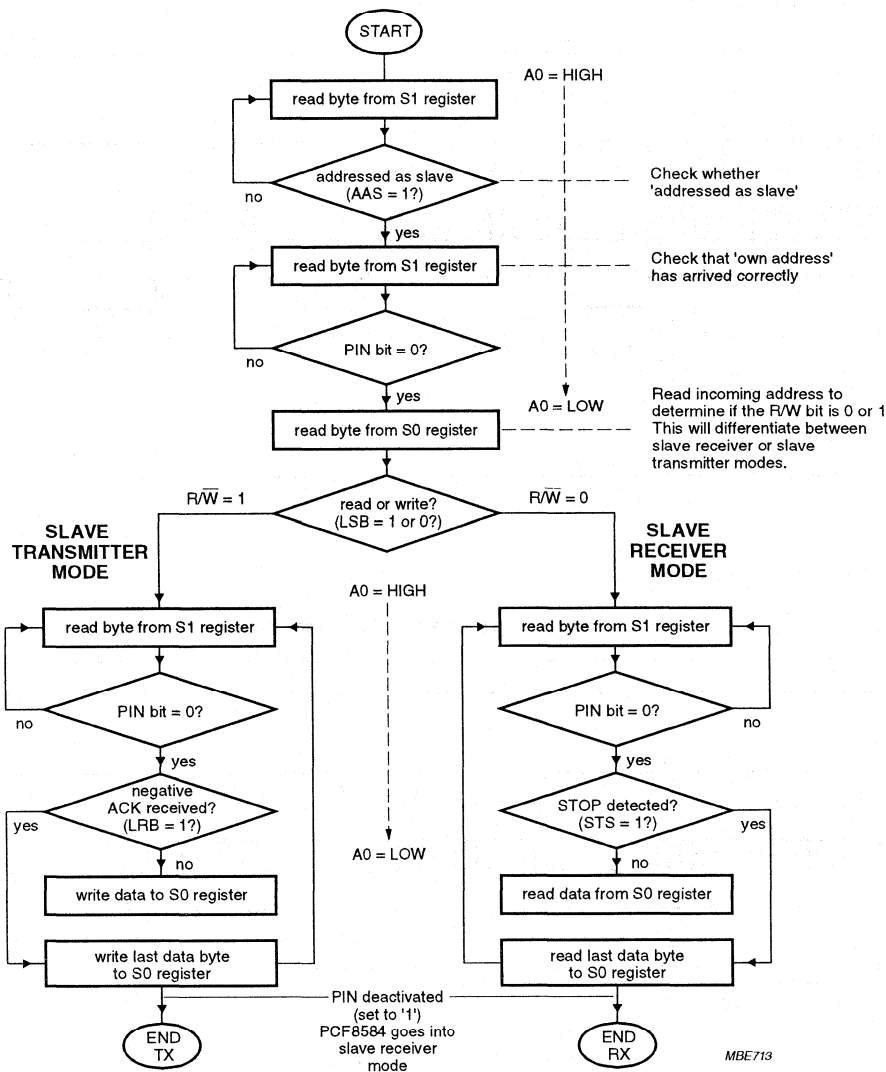 START
A0 = HIGH
read byte from S1 register
addressed as slave
(AAS = 1?)
no
yes
Check whether
'addressed as slave'
read byte from S1 register
Check that 'own address'
has arrived correctly
PIN bit = 0?
no
yes
A0 = LOW
read byte from S0 register
Read incoming address to
determine if the R/W bit is 0 or 1
This will differentiate between
slave receiver or slave
transmitter modes.
R/W̅ = 1
read or write?
(LSB = 1 or 0?)
R/W̅ = 0
SLAVE
TRANSMITTER
MODE
SLAVE
RECEIVER
MODE
A0 = HIGH
read byte from S1 register
PIN bit = 0?
no
yes
negative
ACK received?
(LRB = 1?)
yes
no
write data to S0 register
write last data byte
to S0 register
END
TX
A0 = LOW
read byte from S1 register
PIN bit = 0?
no
yes
STOP detected?
(STS = 1?)
yes
no
read data from S0 register
read last data byte
to S0 register
END
RX
PIN deactivated
(set to '1')
PCF8584 goes into
slave receiver
mode
MBE713